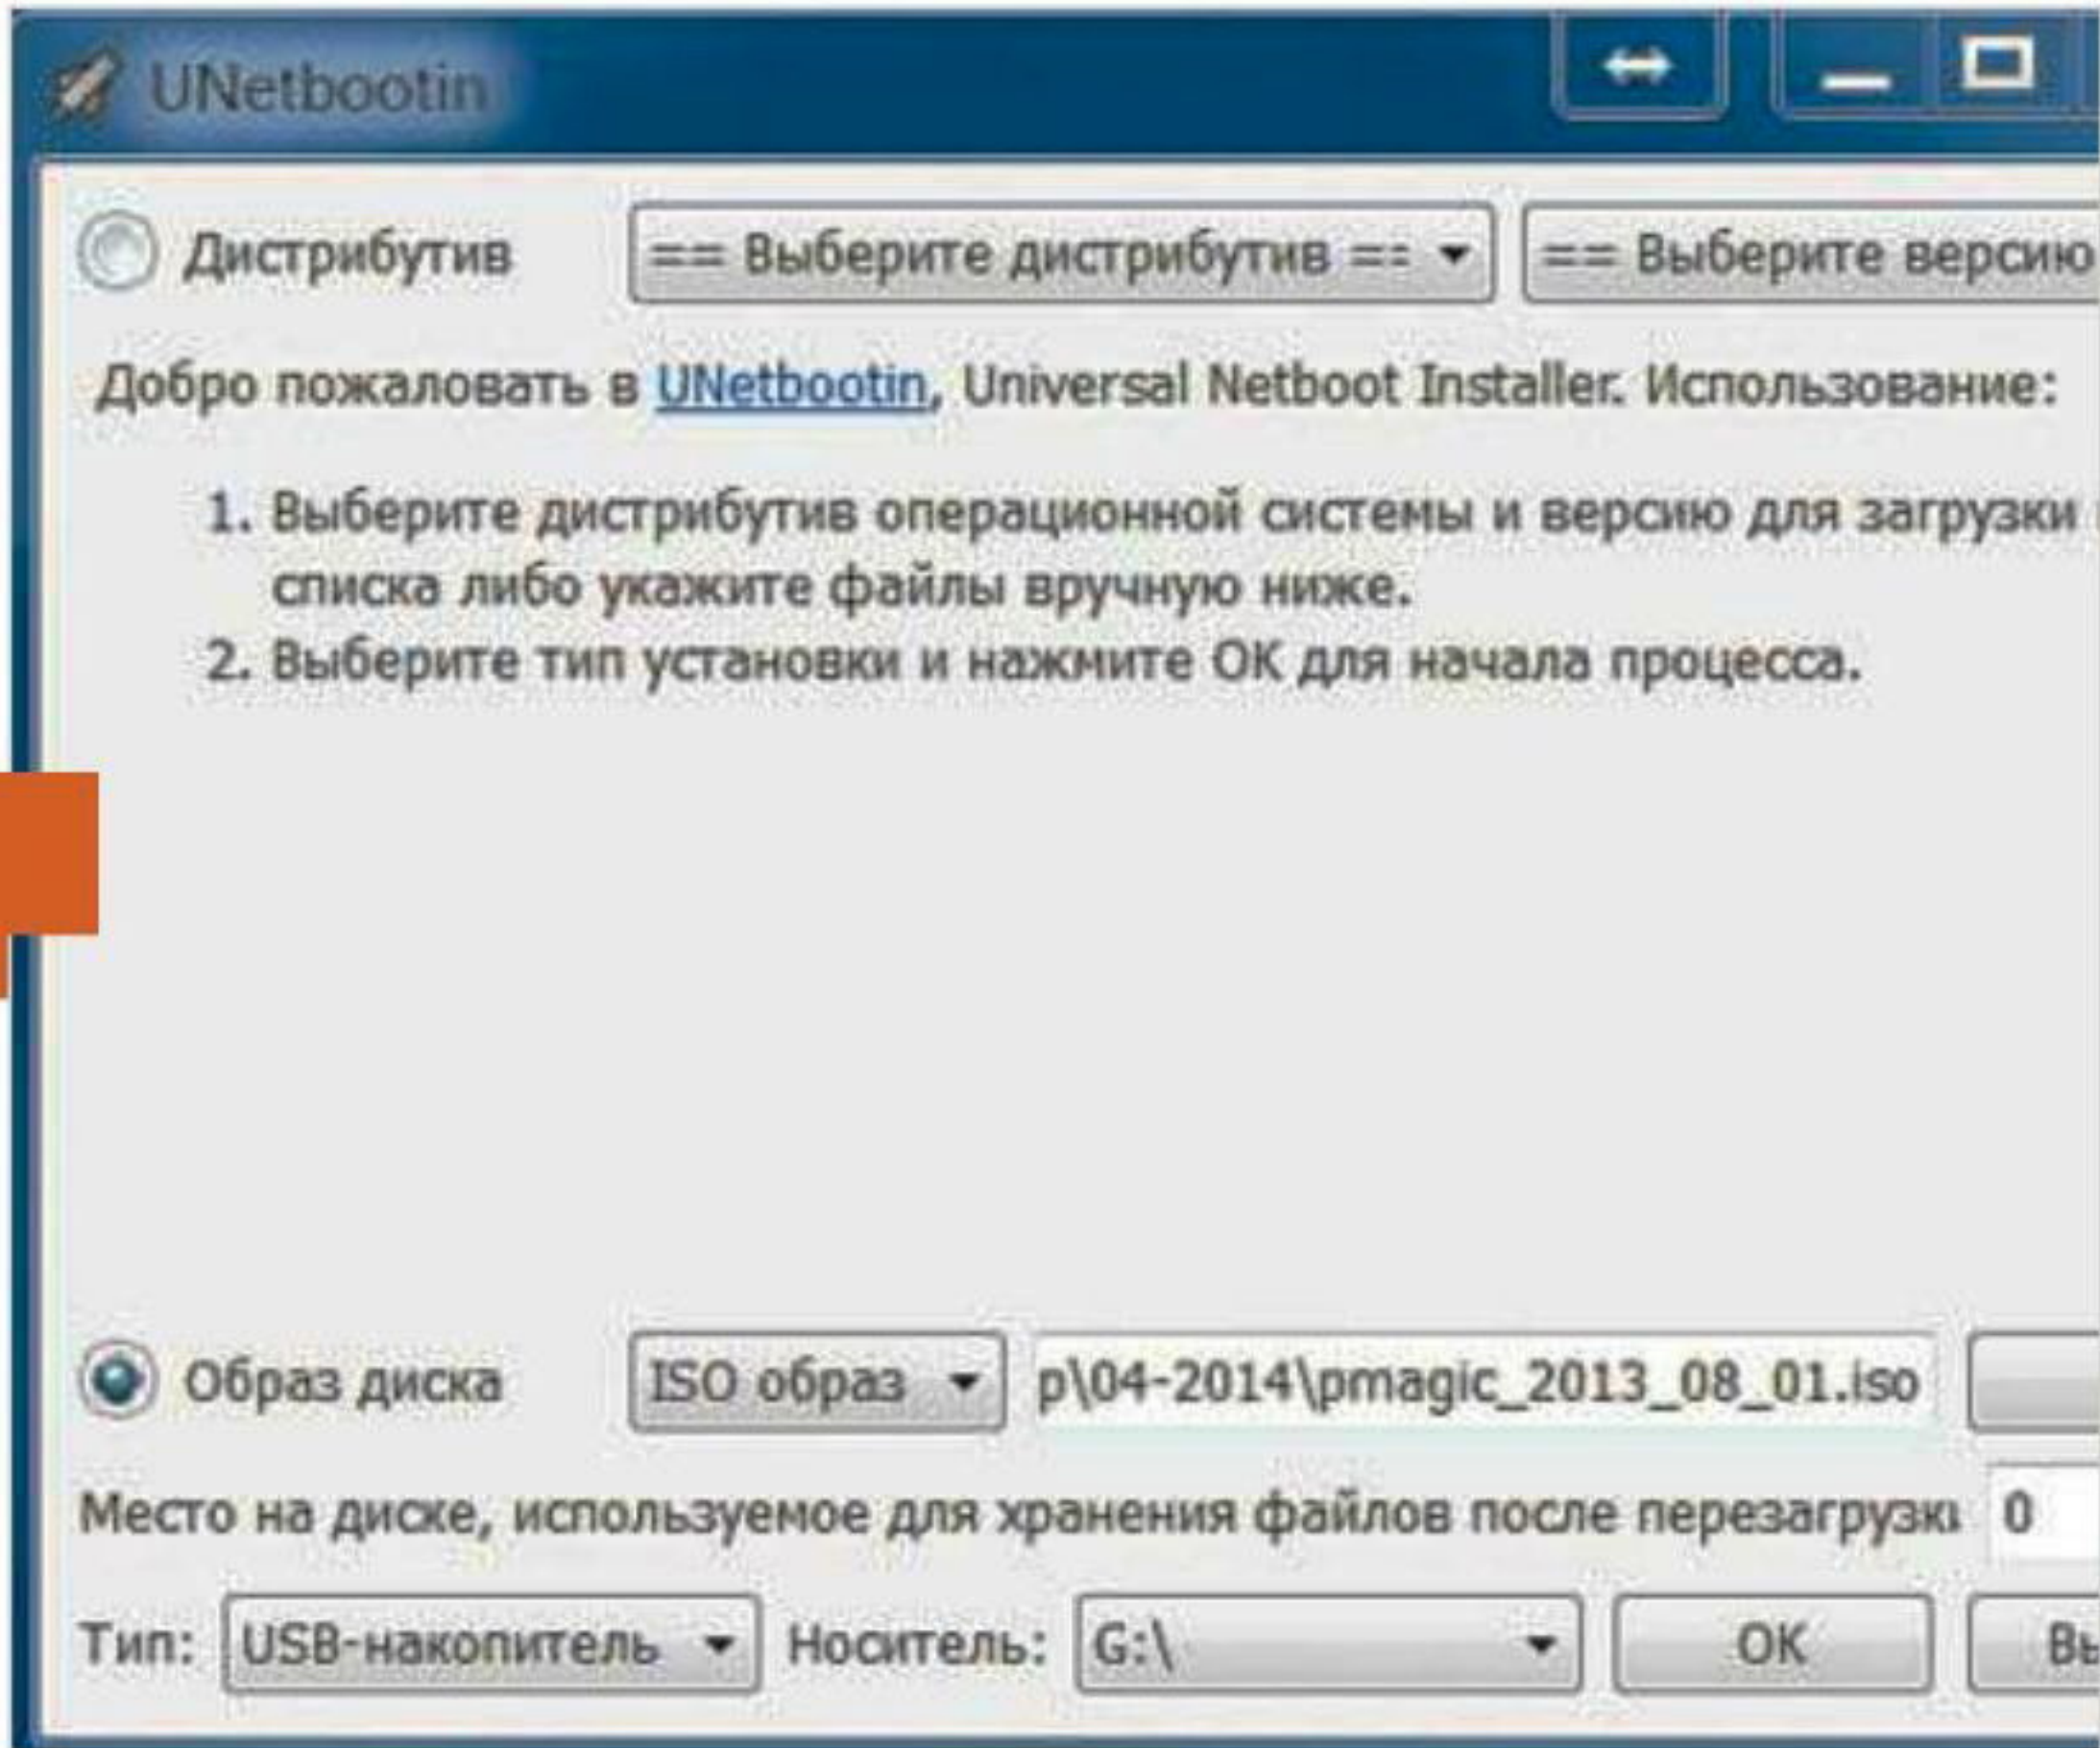 UNetbootin
Дистрибутив == Выберите дистрибутив == == Выберите версию
Добро пожаловать в UNetbootin, Universal Netboot Installer. Использование:
1. Выберите дистрибутив операционной системы и версию для загрузки
списка либо укажите файлы вручную ниже.
2. Выберите тип установки и нажмите ОК для начала процесса.
Образ диска ISO образ p\04-2014\pmagic_2013_08_01.iso
Место на диске, используемое для хранения файлов после перезагрузки 0
Тип: USB-накопитель Носитель: G:\ OK